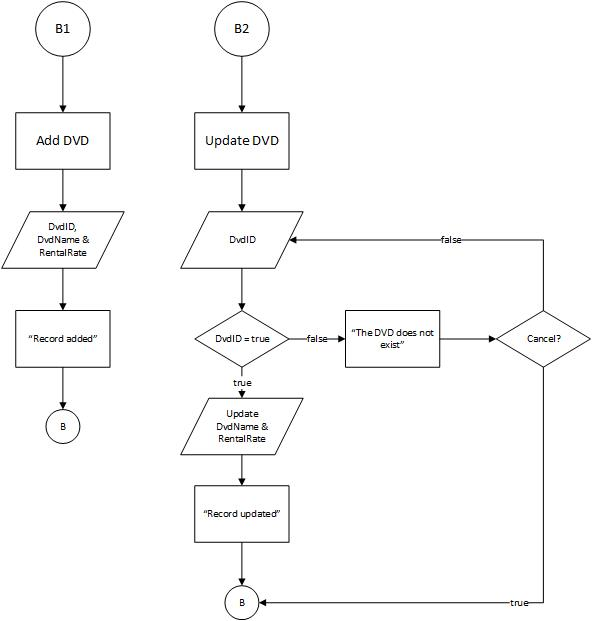 B1
Add DVD
DvdID,
DvdName &
RentalRate
“Record added”
B
B2
Update DVD
DvdID
false
DvdID = true
false
“The DVD does not
exist”
Cancel?
true
Update
DvdName &
RentalRate
“Record updated”
B
true